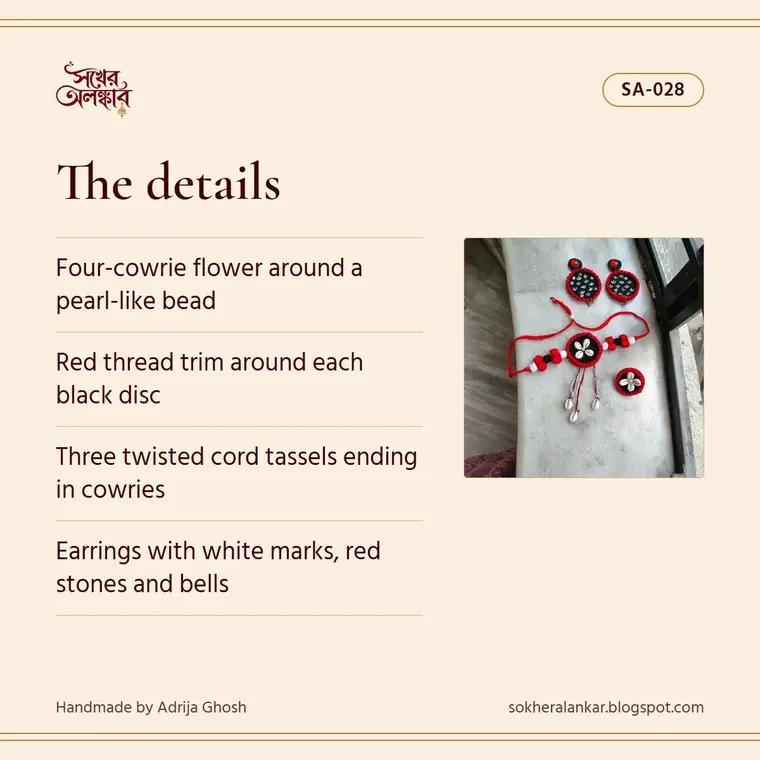 সখের
অলঙ্কার
SA-028
The details
Four-cowrie flower around a
pearl-like bead
Red thread trim around each
black disc
Three twisted cord tassels ending
in cowries
Earrings with white marks, red
stones and bells
Handmade by Adrija Ghosh
sokheralankar.blogspot.com